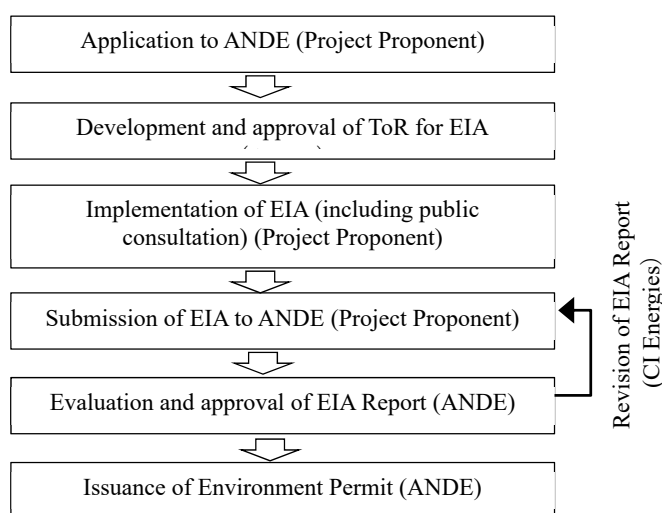 Application to ANDE (Project Proponent)
Development and approval of ToR for EIA
Implementation of EIA (including public
consultation) (Project Proponent)
Submission of EIA to ANDE (Project Proponent)
Evaluation and approval of EIA Report (ANDE)
Issuance of Environment Permit (ANDE)
Revision of EIA Report
(CI Energies)